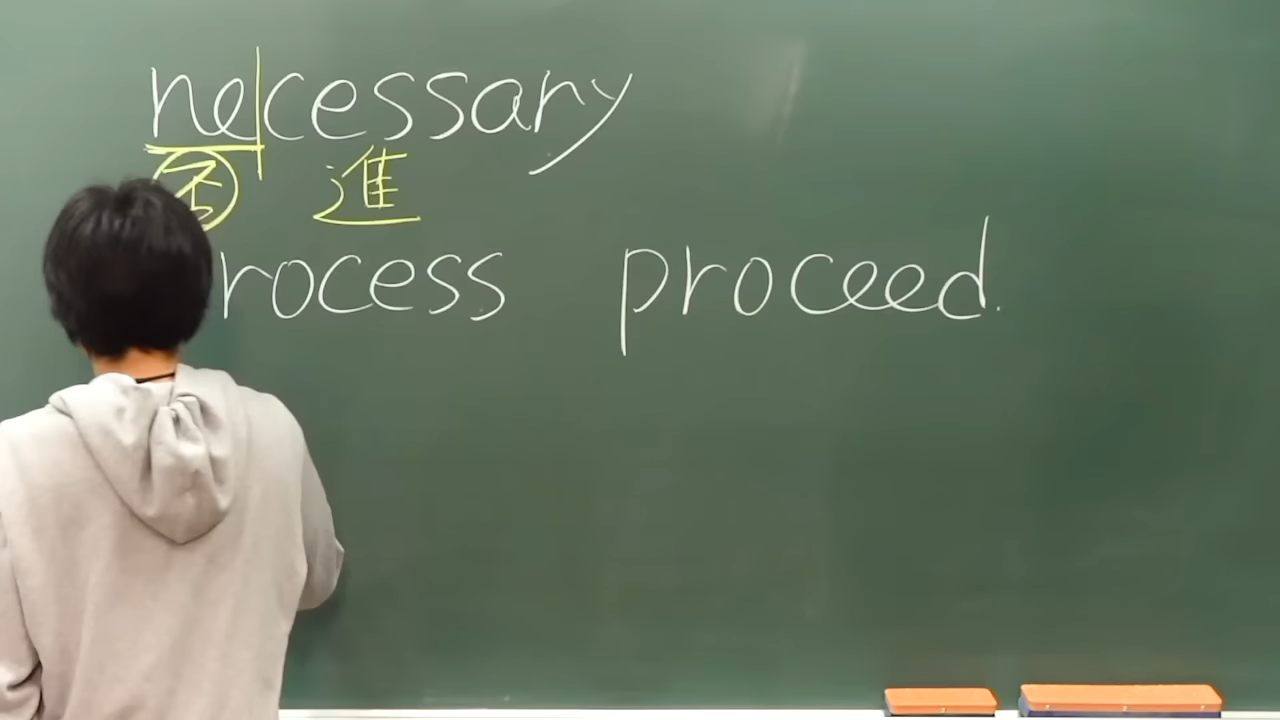 necessary
否 進
rocess proceed.